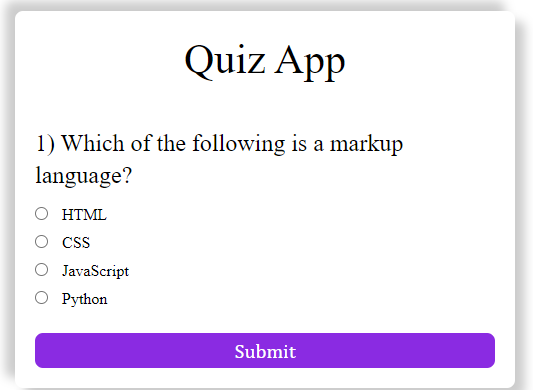 Quiz App
1) Which of the following is a markup
language?
HTML
CSS
JavaScript
Python
Submit